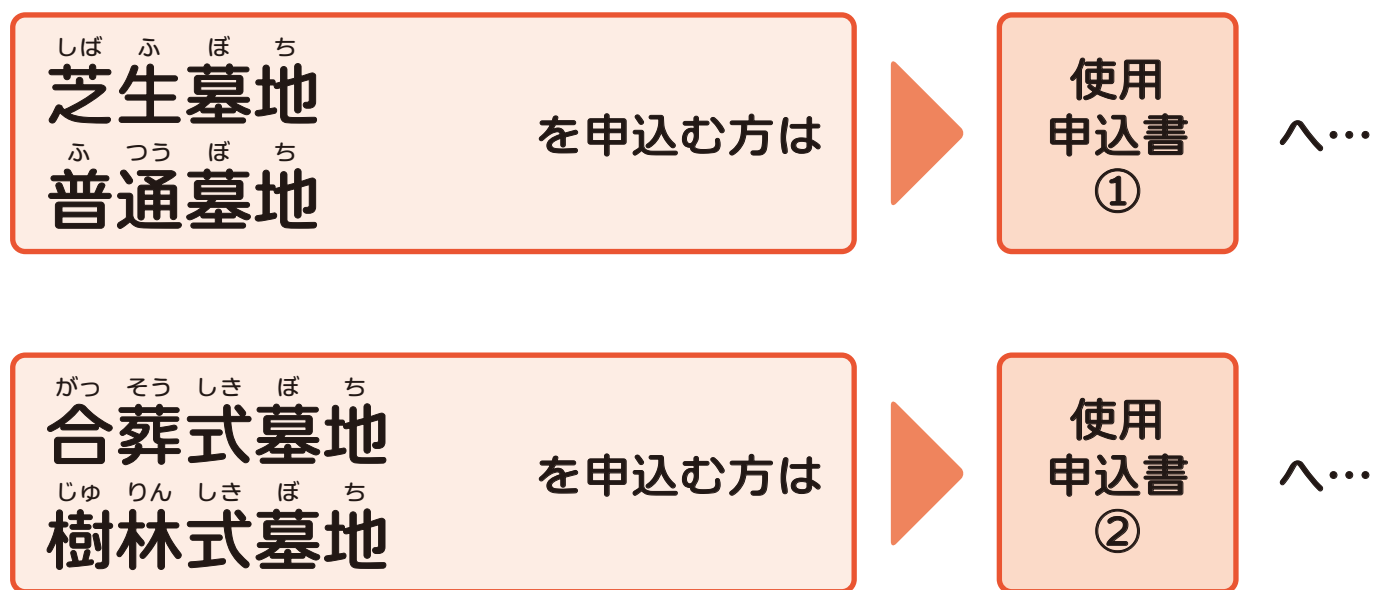 しば ふ ぼ ち
芝生墓地
ふ つう ぼ ち
普通墓地
を申込む方は
使用
申込書
①
へ…
がっ そう しき ぼ ち
合葬式墓地
じゅ りん しき ぼ ち
樹林式墓地
を申込む方は
使用
申込書
②
へ…